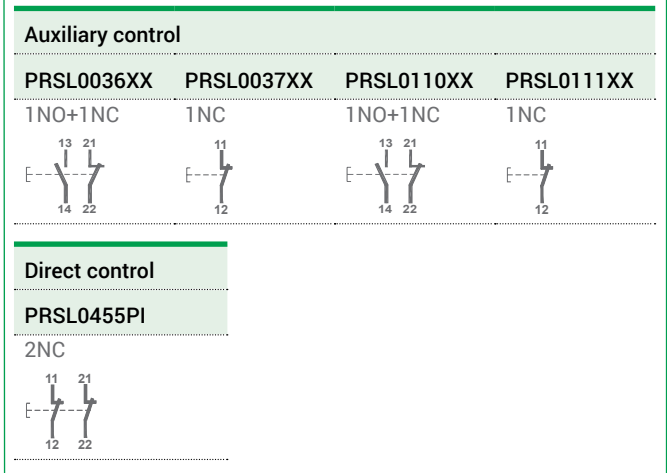 Auxiliary control
PRSL0036XX PRSL0037XX PRSL0110XX PRSL0111XX
1NO+1NC 1NC 1NO+1NC 1NC
13 21 11 13 21 11
14 22 12 14 22 12
Direct control
PRSL0455PI
2NC
11 21
12 22